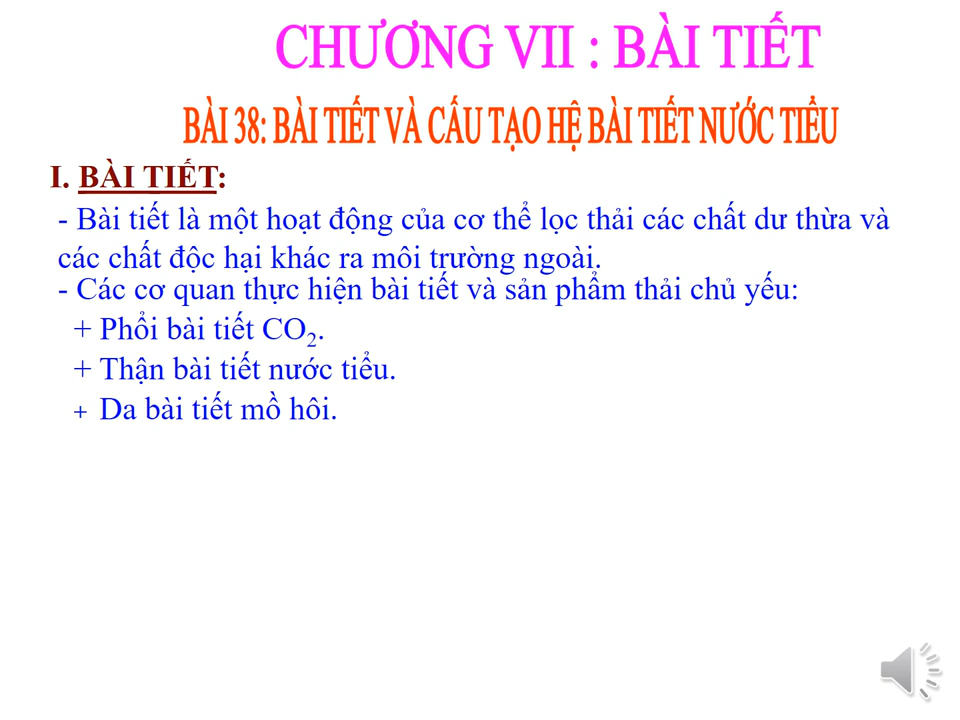 CHƯƠNG VII : BÀI TIẾT
BÀI 38: BÀI TIẾT VÀ CẤU TẠO HỆ BÀI TIẾT NƯỚC TIỂU
I. BÀI TIẾT:
- Bài tiết là một hoạt động của cơ thể lọc thải các chất dư thừa và
các chất độc hại khác ra môi trường ngoài.
- Các cơ quan thực hiện bài tiết và sản phẩm thải chủ yếu:
+ Phổi bài tiết CO₂.
+ Thận bài tiết nước tiểu.
+ Da bài tiết mồ hôi.